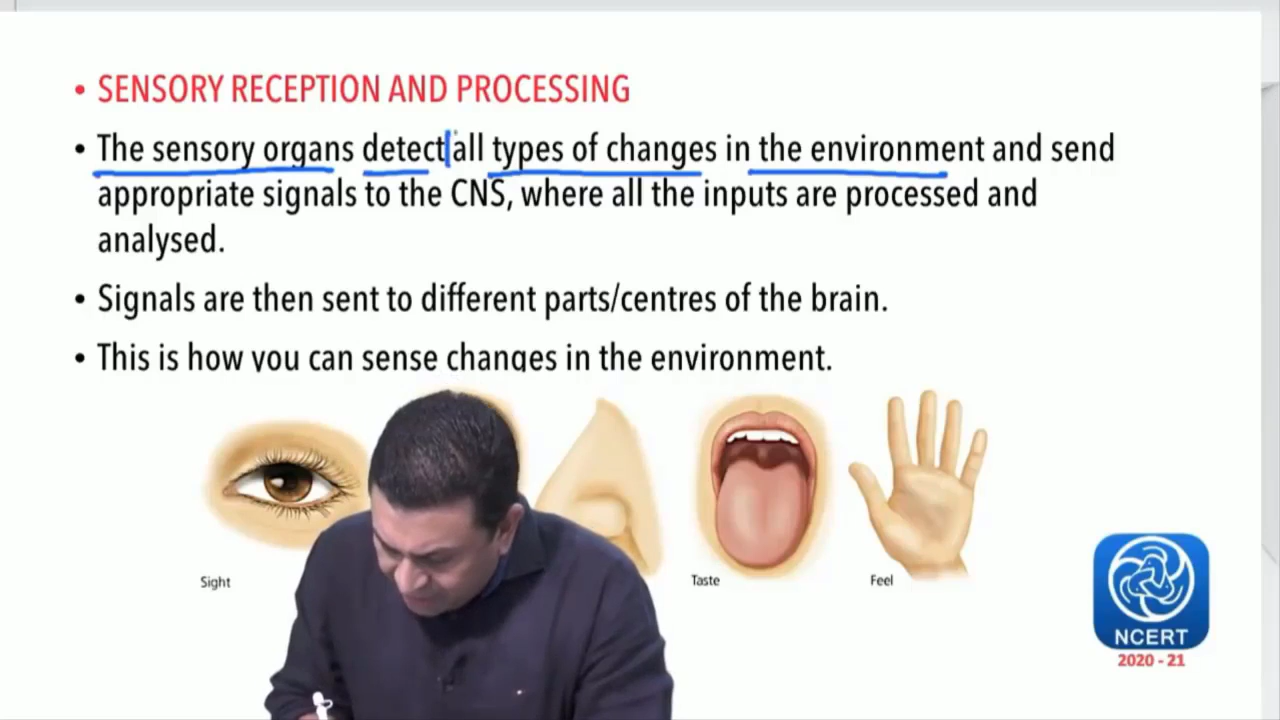 • SENSORY RECEPTION AND PROCESSING
• The sensory organs detect all types of changes in the environment and send
appropriate signals to the CNS, where all the inputs are processed and
analysed.
• Signals are then sent to different parts/centres of the brain.
• This is how you can sense changes in the environment.
Sight
Taste
Feel
NCERT
2020 - 21